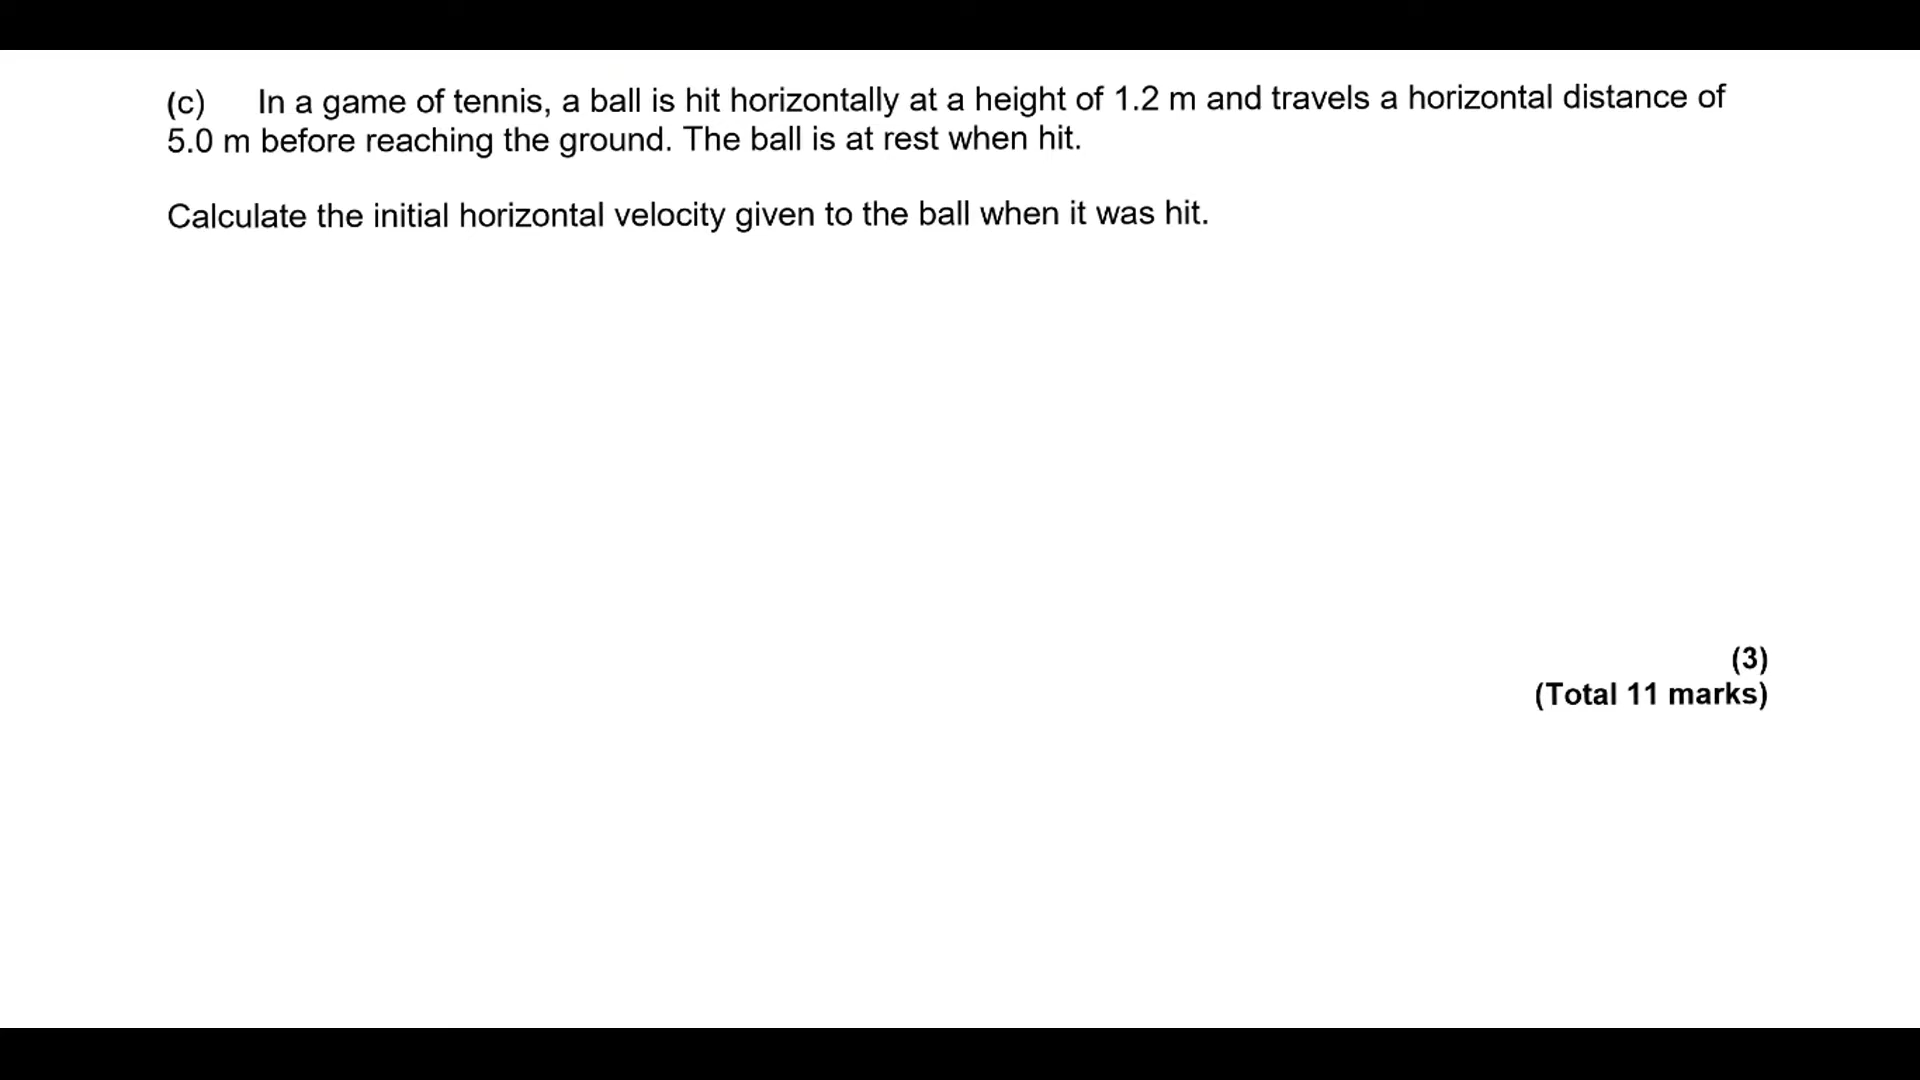 (c) In a game of tennis, a ball is hit horizontally at a height of 1.2 m and travels a horizontal distance of
5.0 m before reaching the ground. The ball is at rest when hit.
Calculate the initial horizontal velocity given to the ball when it was hit.
(3)
(Total 11 marks)